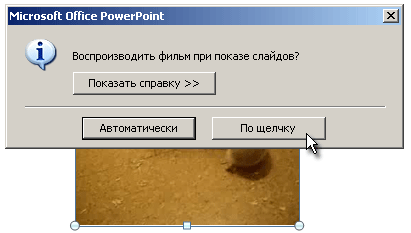 Microsoft Office PowerPoint
Воспроизводить фильм при показе слайдов?
Показать справку >>
Автоматически
По щелчку